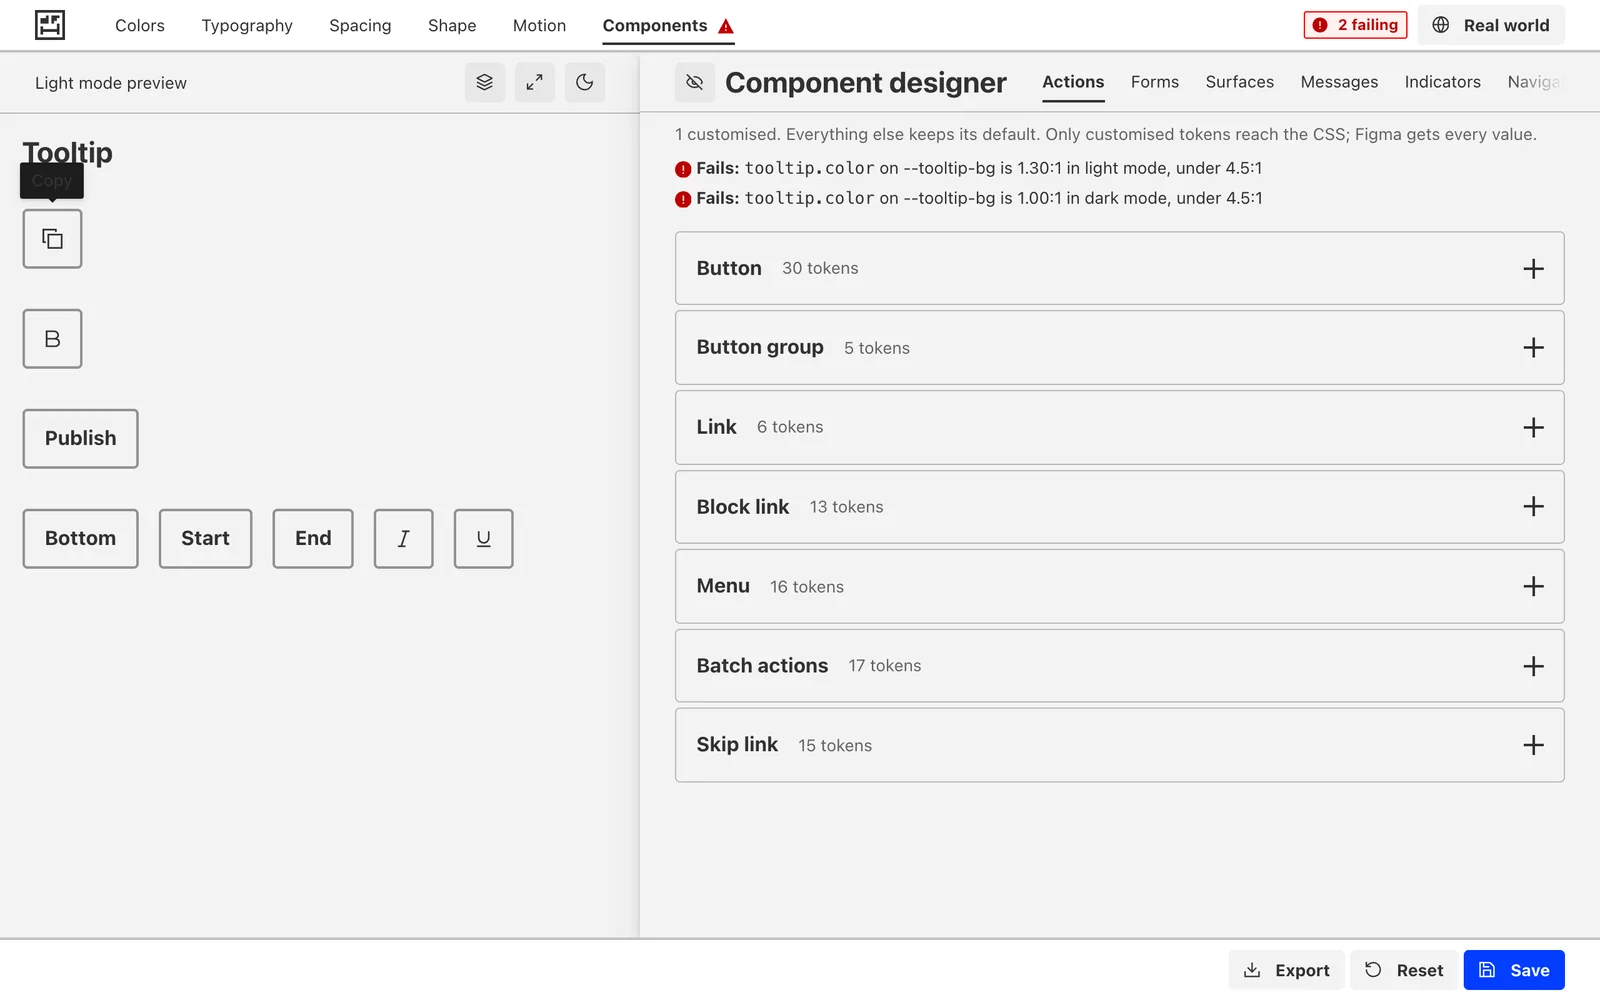 Colors Typography Spacing Shape Motion Components 2 failing Real world
Light mode preview
Component designer Actions Forms Surfaces Messages Indicators
1 customised. Everything else keeps its default. Only customised tokens reach the CSS; Figma gets every value.
Fails: tooltip.color on --tooltip-bg is 1.30:1 in light mode, under 4.5:1
Fails: tooltip.color on --tooltip-bg is 1.00:1 in dark mode, under 4.5:1
Tooltip
Copy
B
Publish
Bottom Start End I U
Button 30 tokens
Button group 5 tokens
Link 6 tokens
Block link 13 tokens
Menu 16 tokens
Batch actions 17 tokens
Skip link 15 tokens
Export Reset Save